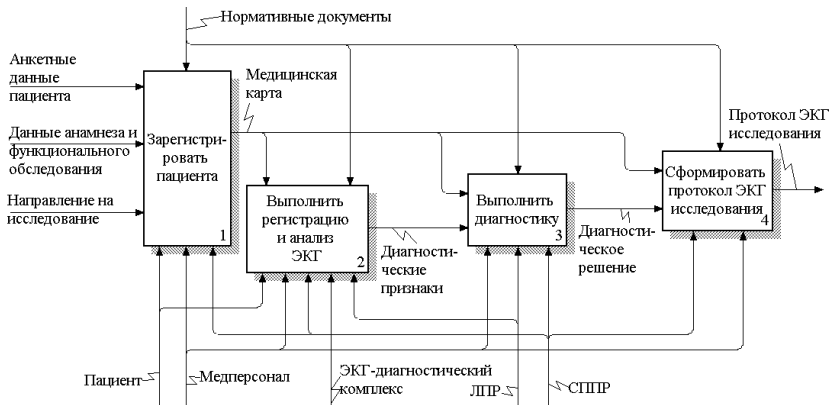 Нормативные документы
Анкетные
данные
пациента
Данные анамнеза и
функционального
обследования
Направление на
исследование
Зарегистри-
ровать
пациента
1
Медицинская
карта
Выполнить
регистрацию
и анализ
ЭКГ
2
Диагности-
ческие
признаки
Выполнить
диагностику
3
Диагности-
ческое
решение
Сформировать
протокол ЭКГ
исследования
4
Протокол ЭКГ
исследования
Пациент
Медперсонал
ЭКГ-диагностический
комплекс
ЛПР
СППР